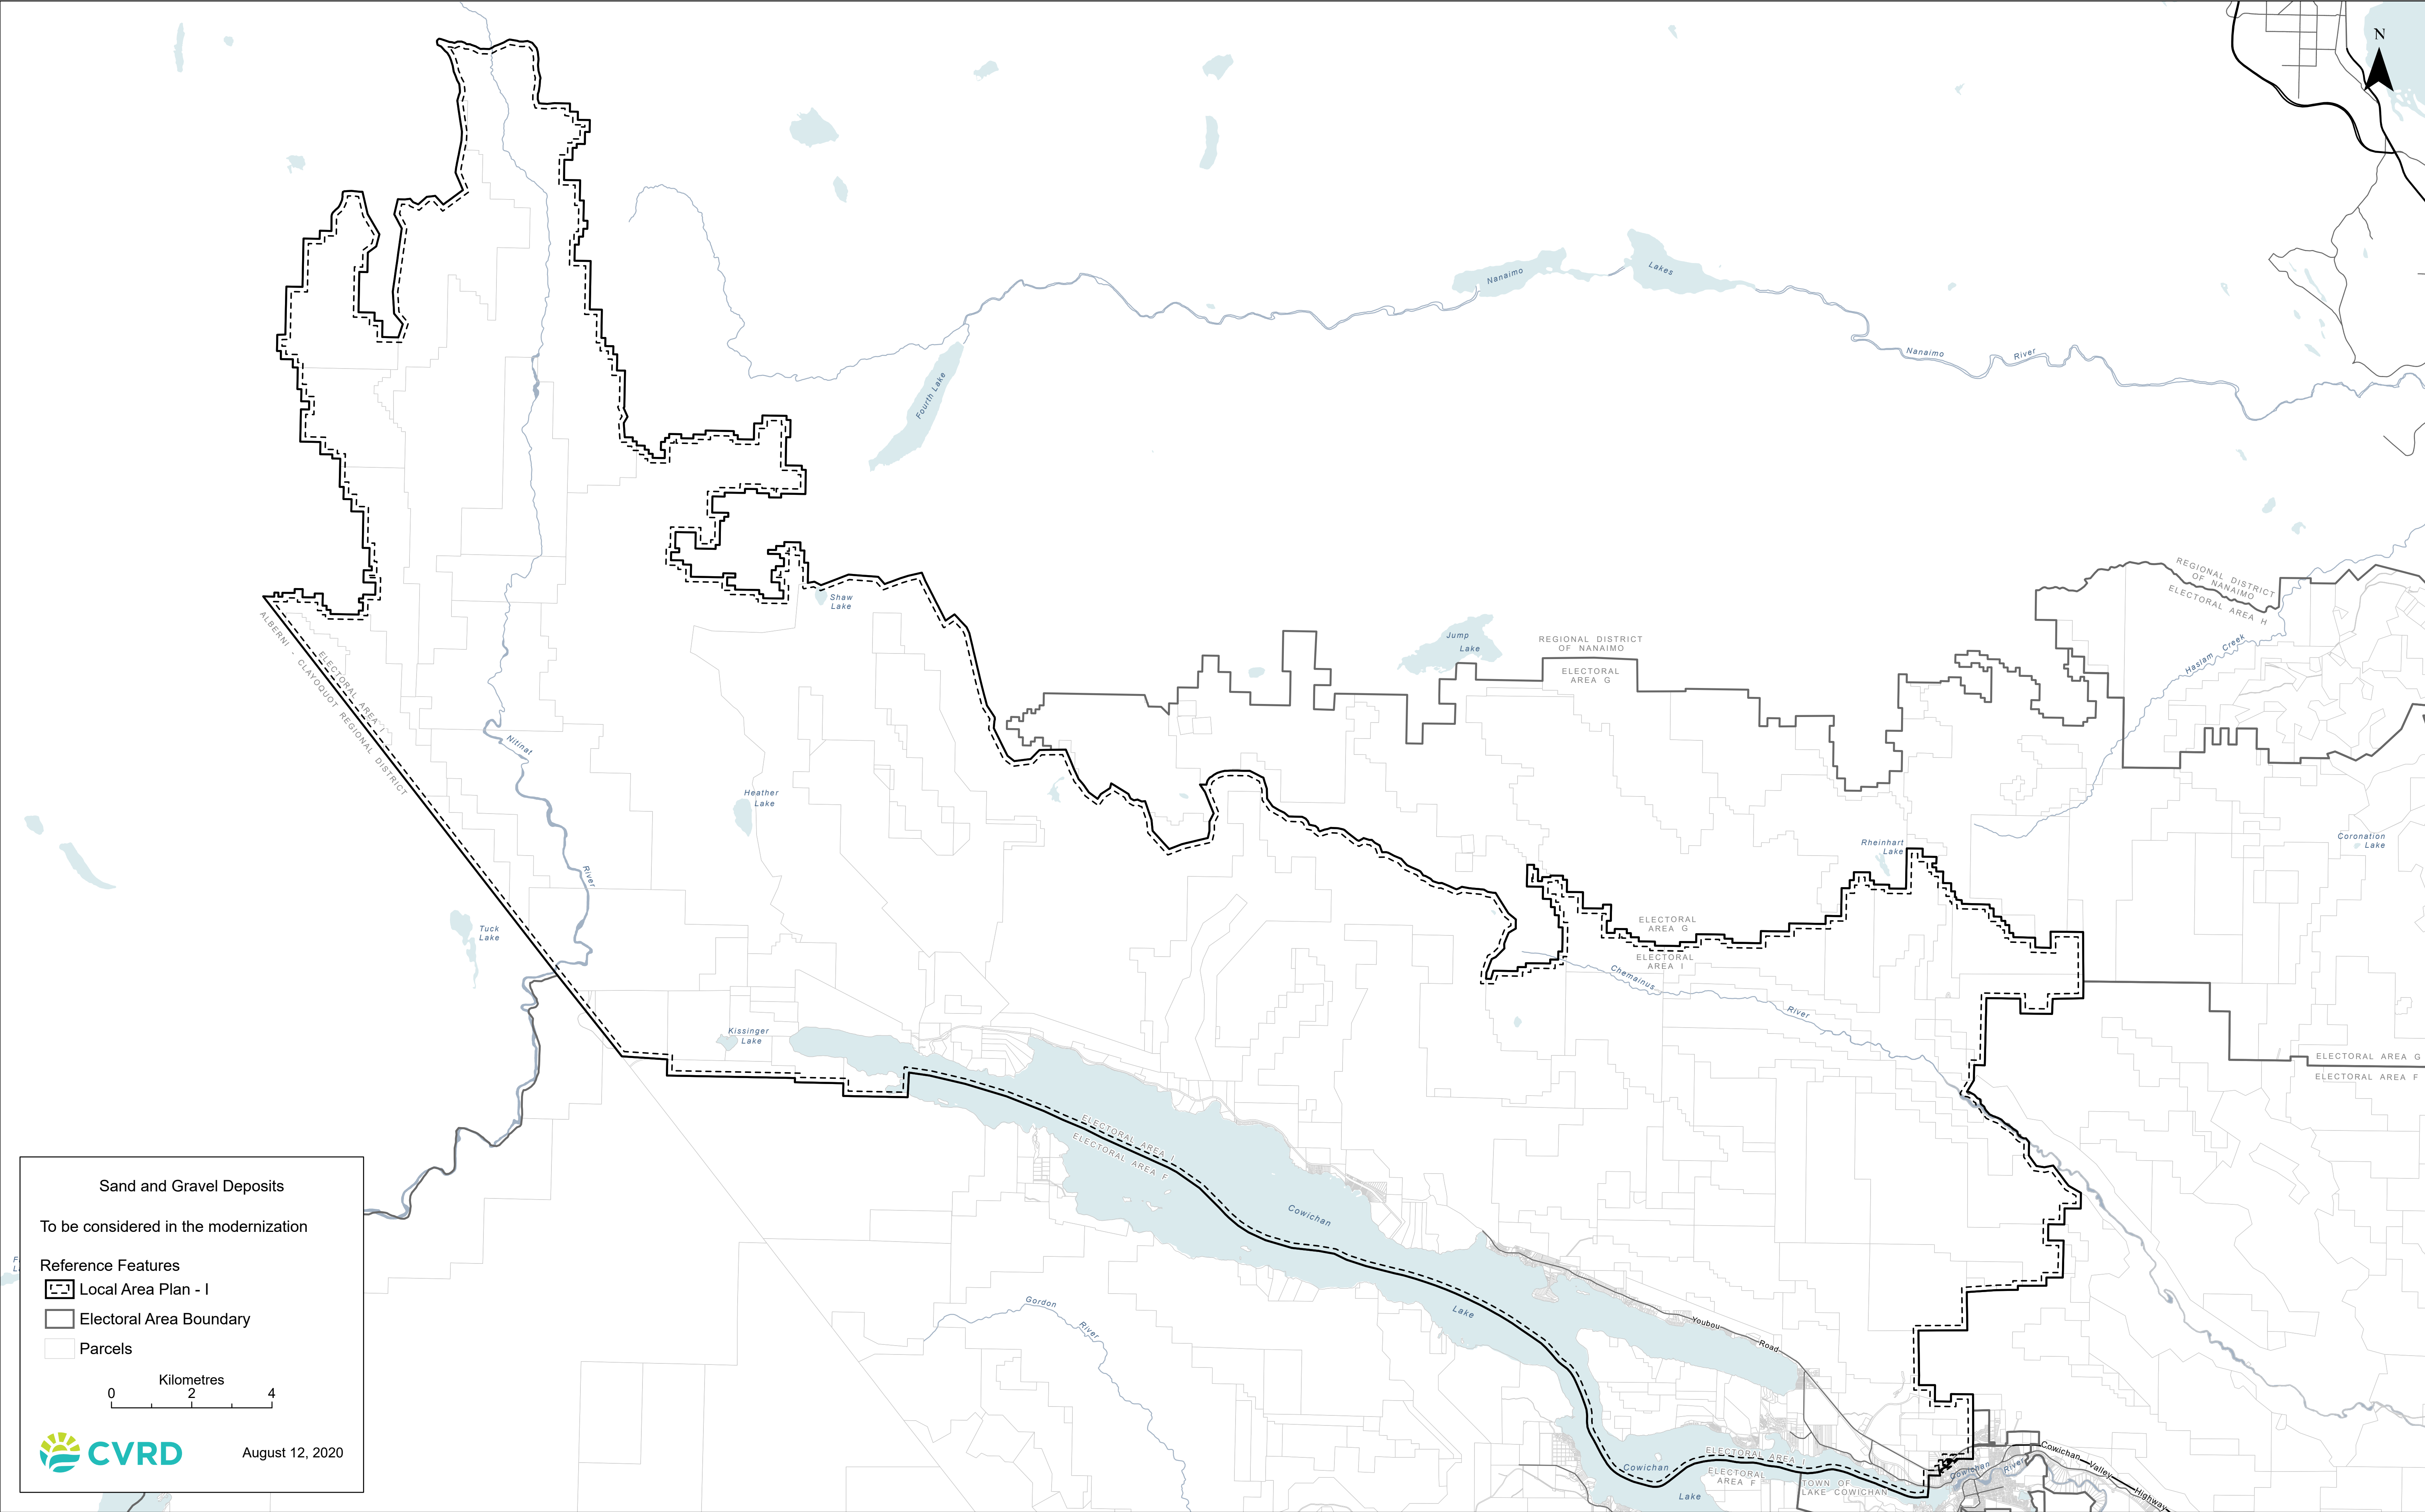 N
Nanaimo
Lakes
Nanaimo
River
Fourth Lake
REGIONAL DISTRICT
OF NANAIMO
ELECTORAL AREA H
Haslam Creek
Shaw
Lake
Jump
Lake
REGIONAL DISTRICT
OF NANAIMO
ELECTORAL
AREA G
ELECTORAL AREA I
ALBERNI - CLAYOQUOT REGIONAL DISTRICT
Nitinat
River
Heather
Lake
Rheinhart
Lake
Coronation
Lake
Tuck
Lake
ELECTORAL
AREA G
ELECTORAL
AREA I
Chemainus
River
Kissinger
Lake
ELECTORAL AREA G
ELECTORAL AREA F
ELECTORAL AREA I
ELECTORAL AREA F
Cowichan
Lake
Gordon
River
Youbou
Road
Cowichan
Lake
ELECTORAL AREA I
ELECTORAL
AREA F
TOWN OF
LAKE COWICHAN
Cowichan
River
Cowichan Valley
Highway
Sand and Gravel Deposits
To be considered in the modernization
Reference Features
Local Area Plan - I
Electoral Area Boundary
Parcels
Kilometres
0 2 4
CVRD
August 12, 2020